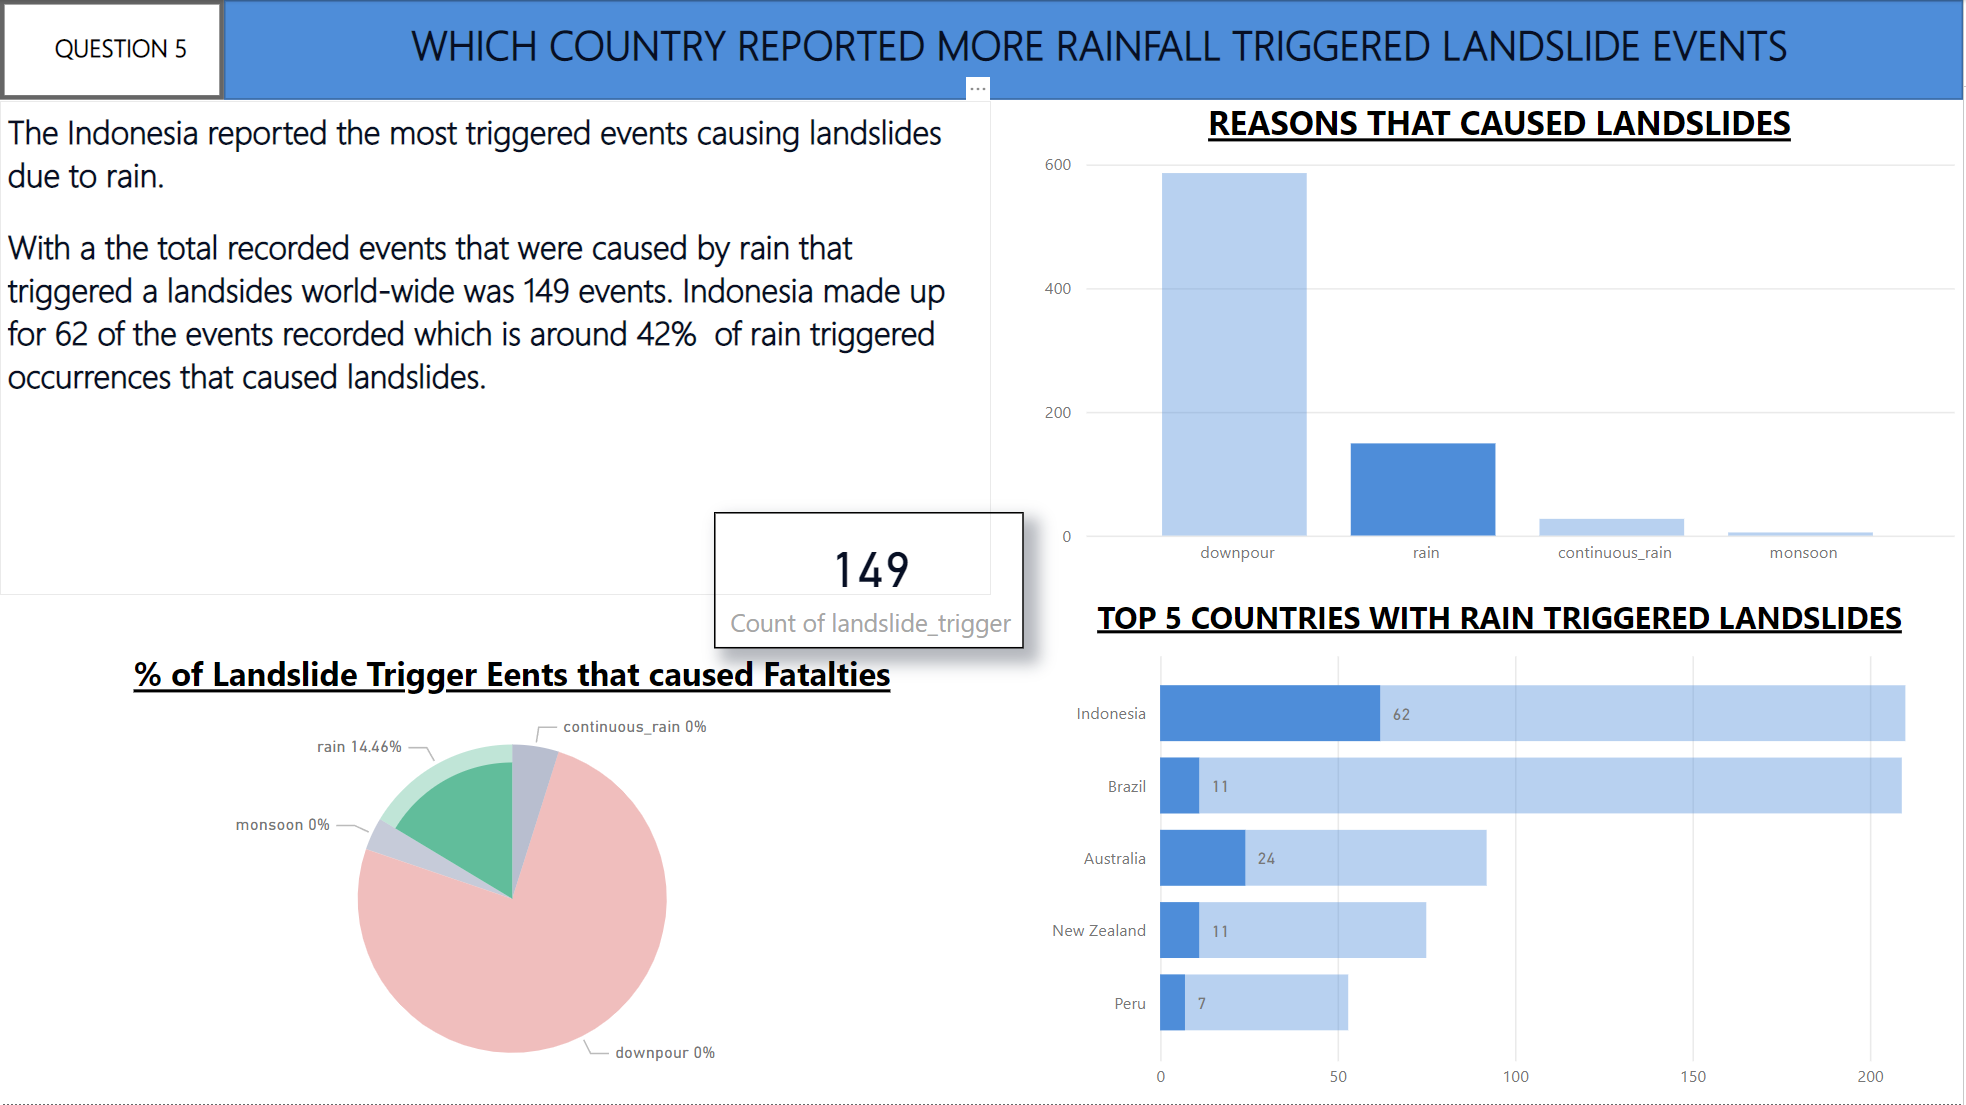 QUESTION 5
WHICH COUNTRY REPORTED MORE RAINFALL TRIGGERED LANDSLIDE EVENTS
...
The Indonesia reported the most triggered events causing landslides
due to rain.
With a the total recorded events that were caused by rain that
triggered a landsides world-wide was 149 events. Indonesia made up
for 62 of the events recorded which is around 42%  of rain triggered
occurrences that caused landslides.
149
Count of landslide_trigger
REASONS THAT CAUSED LANDSLIDES
600
400
200
0
downpour
rain
continuous_rain
monsoon
% of Landslide Trigger Eents that caused Fatalties
continuous_rain 0%
rain 14.46%
monsoon 0%
downpour 0%
TOP 5 COUNTRIES WITH RAIN TRIGGERED LANDSLIDES
Indonesia 62
Brazil 11
Australia 24
New Zealand 11
Peru 7
0 50 100 150 200